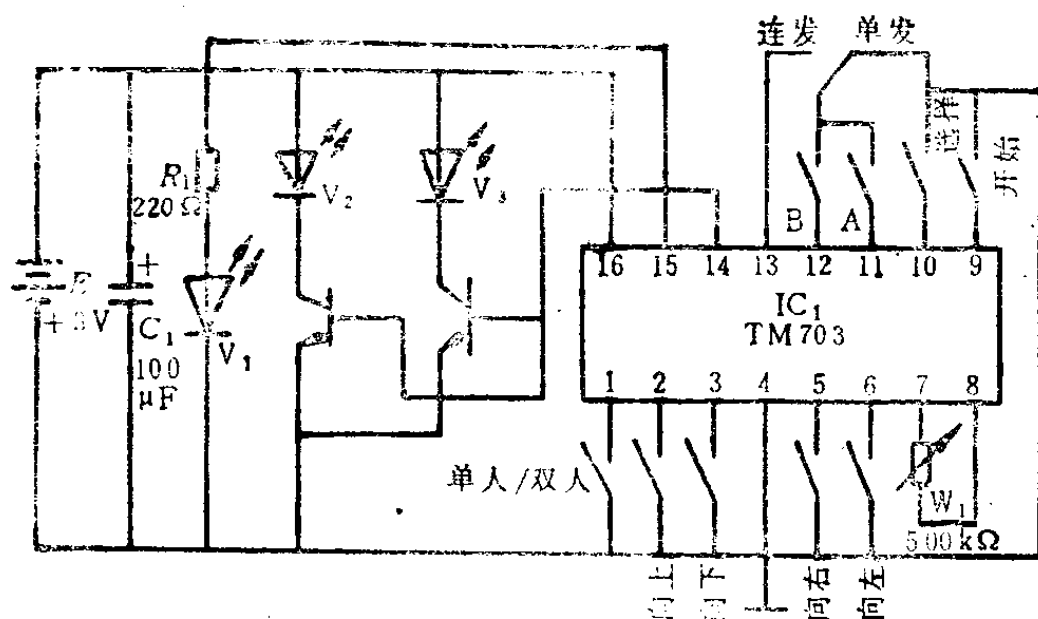 连发 单发
选择
开始
R₁
220Ω
V₂
V₃
B A
16 15 14 13 12 11 10 9
IC₁
TM703
E
+ 3V
+
C₁
100
μF
V₁
1 2 3 4 5 6 7 8
单人/双人
W₁
500kΩ
向上
向下
向右
向左